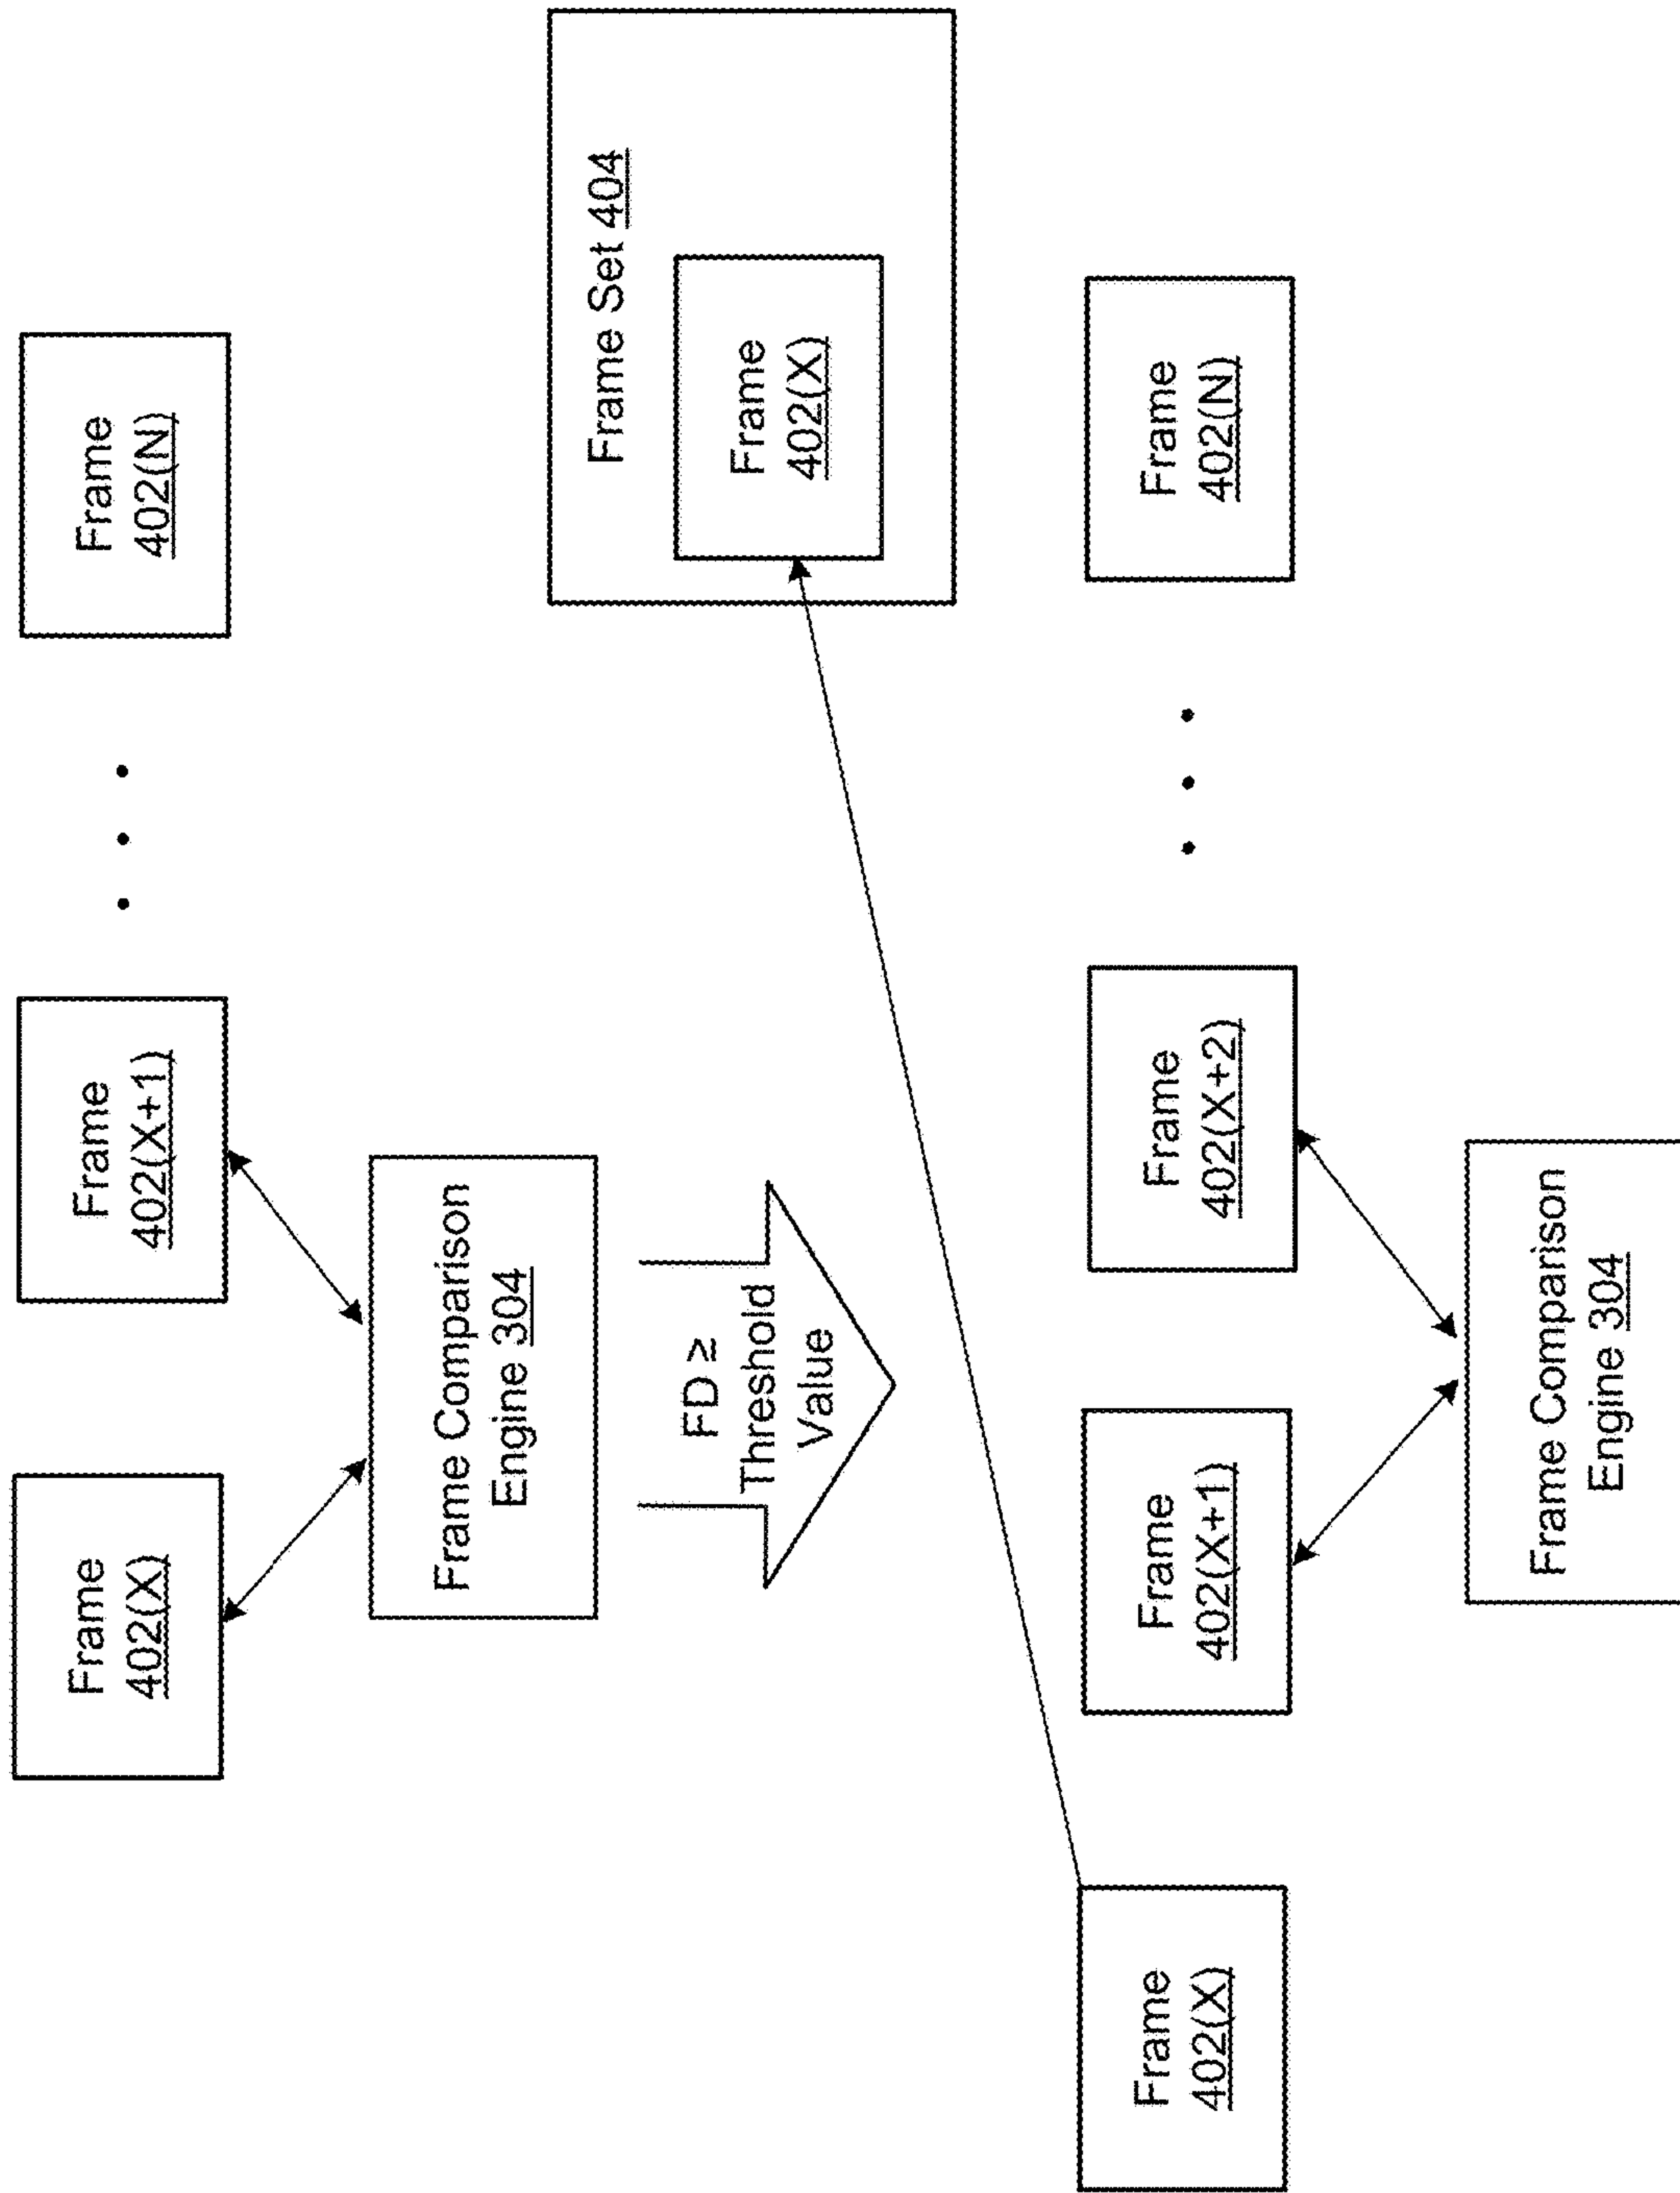 Frame
402(X)
Frame
402(X+1)
Frame
402(N)
Frame Comparison
Engine 304
FD ≥
Threshold
Value
Frame Set 404
Frame
402(X)
Frame
402(X)
Frame
402(X+1)
Frame
402(X+2)
Frame
402(N)
Frame Comparison
Engine 304